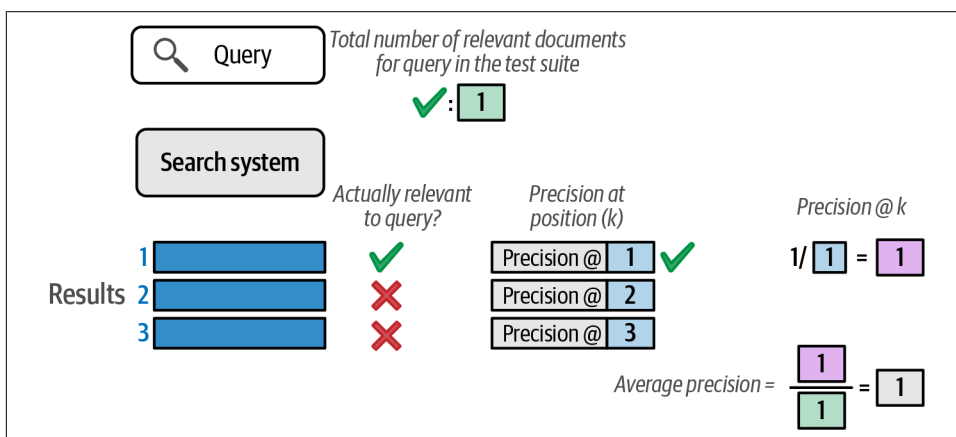 Query
Total number of relevant documents
for query in the test suite
: 1
Search system
Actually relevant
to query?
Precision at
position (k)
Precision @ k
1
Precision @ 1
1/ 1 = 1
Results 2
Precision @ 2
3
Precision @ 3
Average precision = 1 / 1 = 1